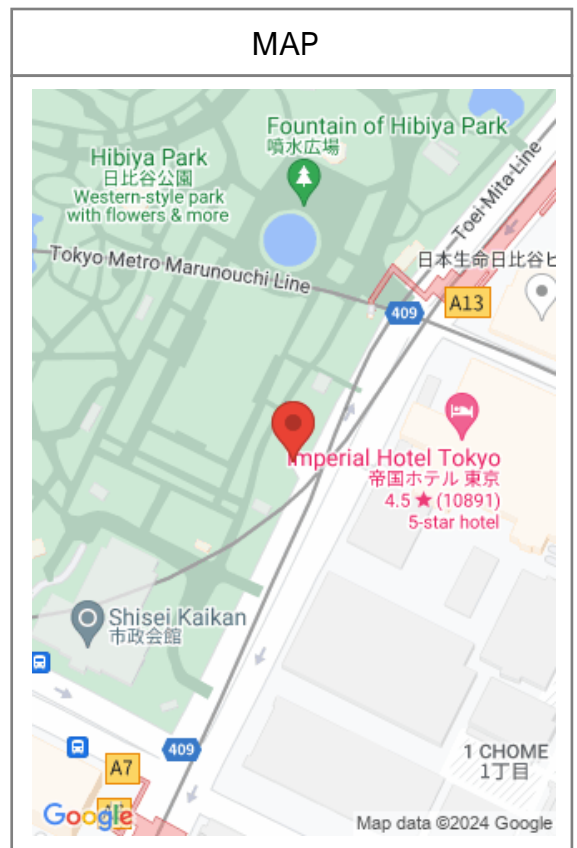 MAP
Fountain of Hibiya Park
噴水広場
Hibiya Park
日比谷公園
Western-style park
with flowers & more
Toei-Mita-Line
Tokyo Metro Marunouchi Line
日本生命日比谷ヒ
A13
409
Imperial Hotel Tokyo
帝国ホテル 東京
4.5 ★ (10891)
5-star hotel
Shisei Kaikan
市政会館
409
A7
1 CHOME
1丁目
Google
Map data ©2024 Google